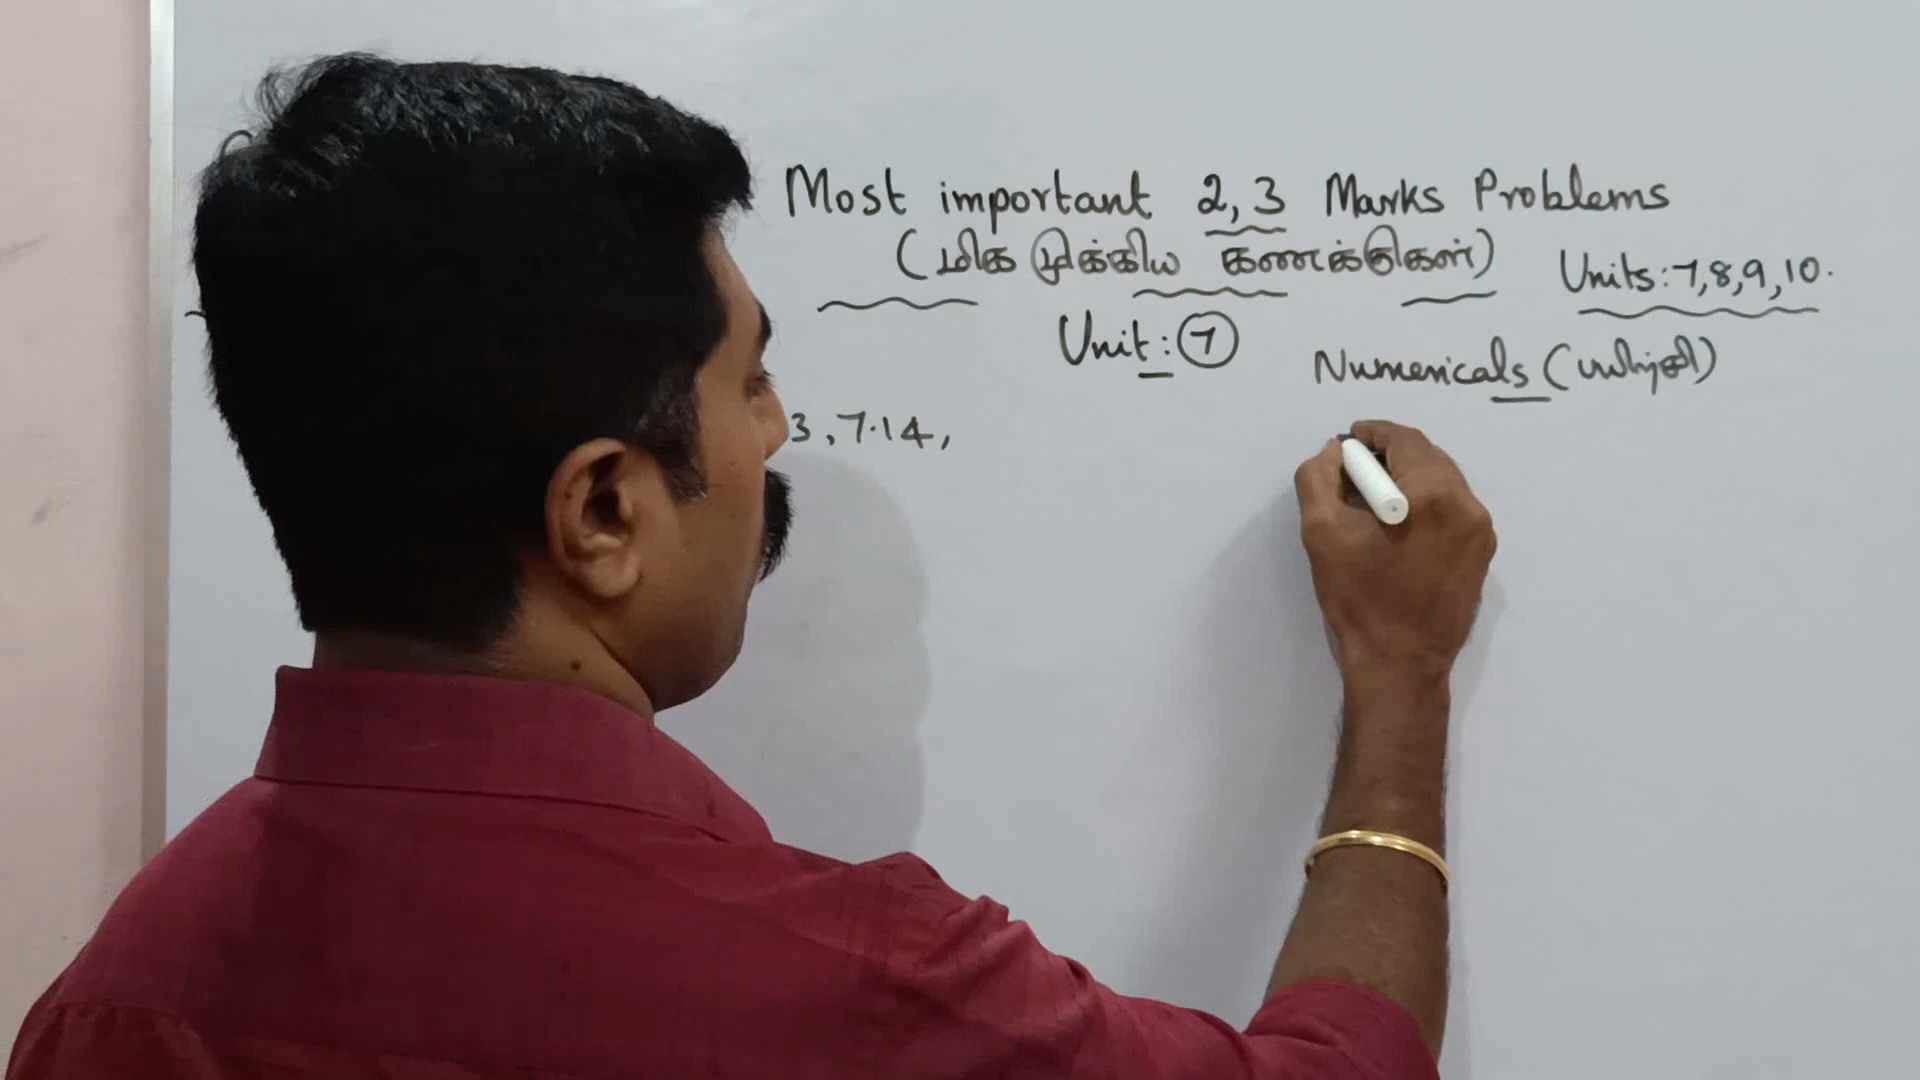 Most important 2, 3 Marks Problems
(மிக முக்கிய கணக்குகள்)
Units: 7,8,9,10.
Unit: 7
Numericals (பயிற்சி)
3, 7.14,